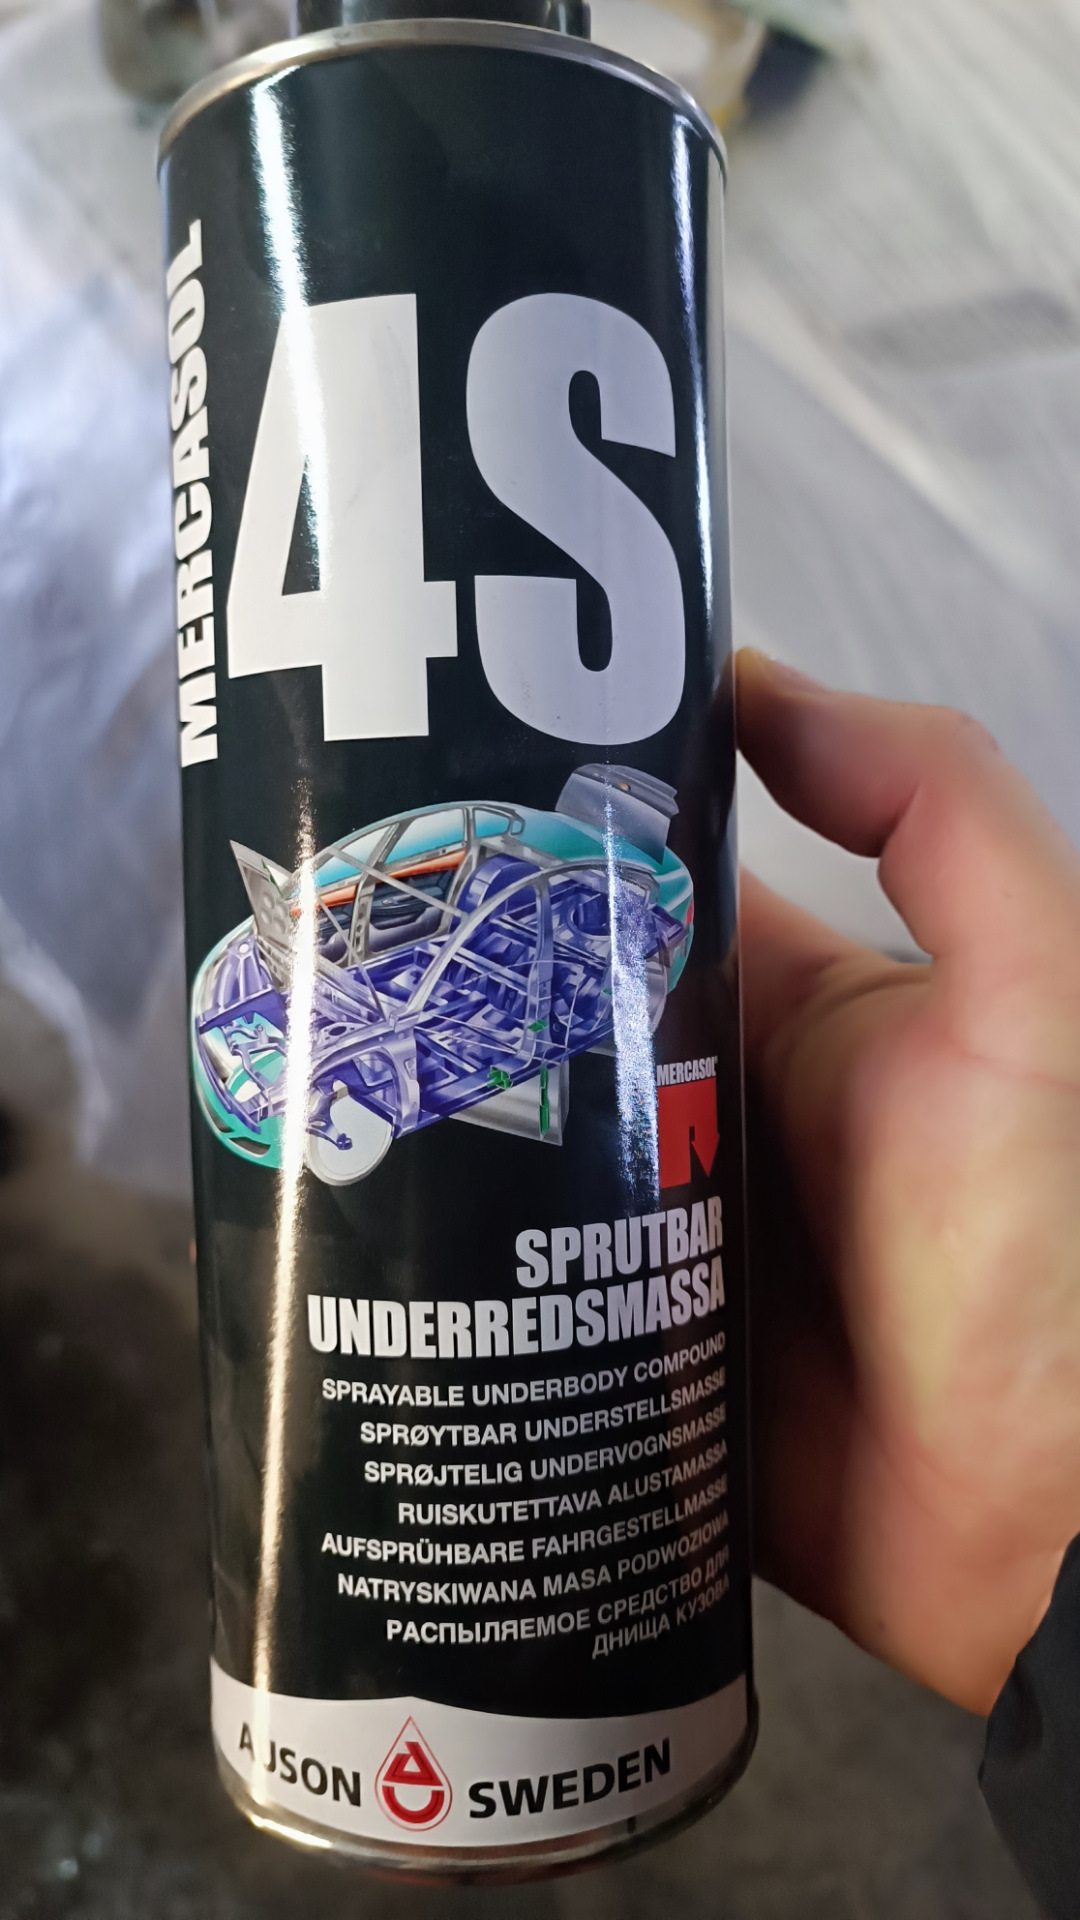 MERCASOL
4S
MERCASOL®
SPRUTBAR
UNDERREDSMASSA
SPRAYABLE UNDERBODY COMPOUND
SPRØYTBAR UNDERSTELLSMASSE
SPRØJTELIG UNDERVOGNSMASSE
RUISKUTETTAVA ALUSTAMASSA
AUFSPRÜHBARE FAHRGESTELLMASSE
NATRYSKIWANA MASA PODWOZIOWA
РАСПЫЛЯЕМОЕ СРЕДСТВО ДЛЯ
ДНИЩА КУЗОВА
AUSON SWEDEN